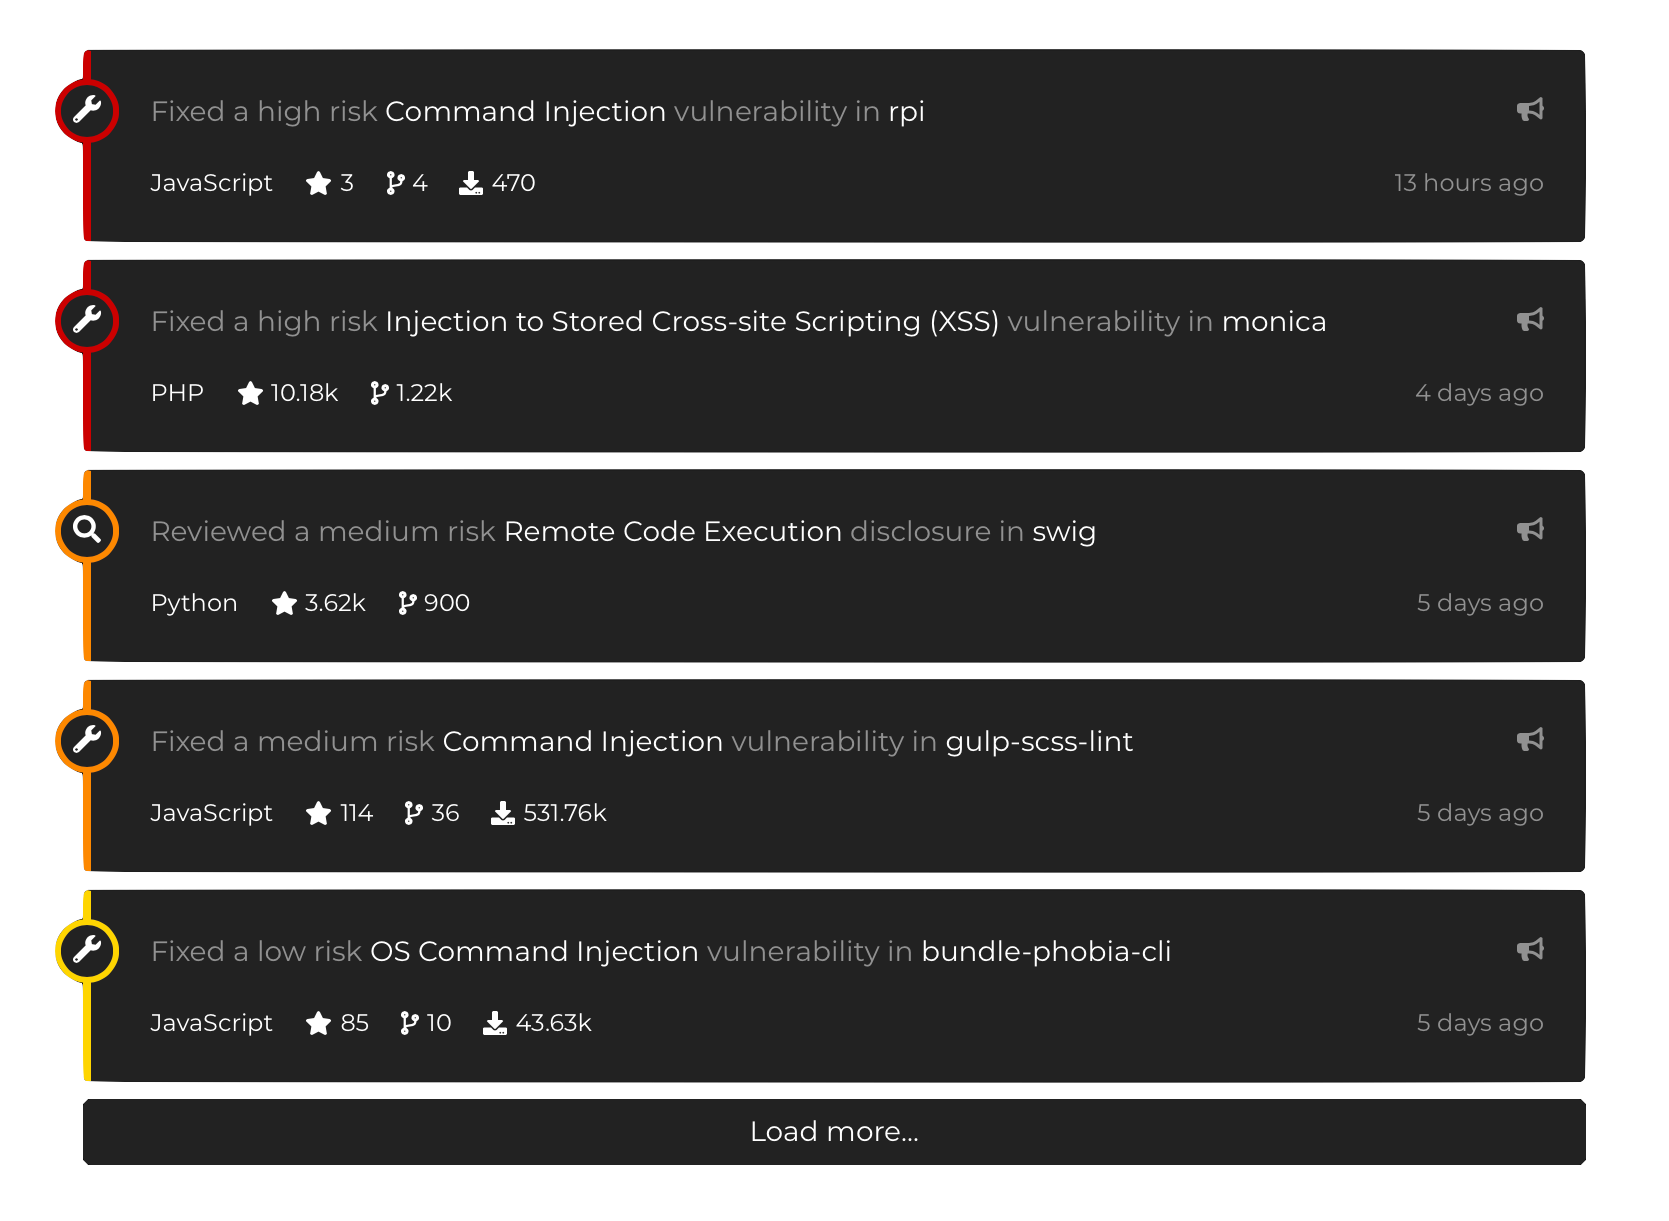 Fixed a high risk Command Injection vulnerability in rpi
JavaScript 3 4 470 13 hours ago
Fixed a high risk Injection to Stored Cross-site Scripting (XSS) vulnerability in monica
PHP 10.18k 1.22k 4 days ago
Reviewed a medium risk Remote Code Execution disclosure in swig
Python 3.62k 900 5 days ago
Fixed a medium risk Command Injection vulnerability in gulp-scss-lint
JavaScript 114 36 531.76k 5 days ago
Fixed a low risk OS Command Injection vulnerability in bundle-phobia-cli
JavaScript 85 10 43.63k 5 days ago
Load more...